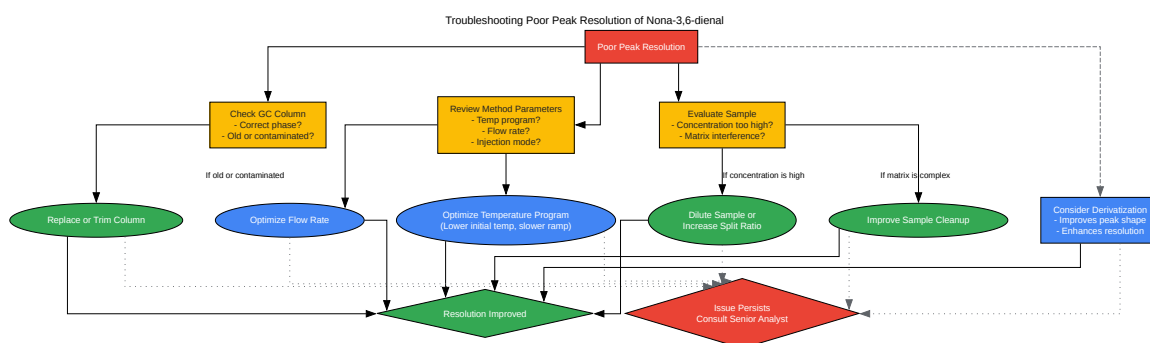 Troubleshooting Poor Peak Resolution of Nona-3,6-dienal
Poor Peak Resolution
Check GC Column
- Correct phase?
- Old or contaminated?
Review Method Parameters
- Temp program?
- Flow rate?
- Injection mode?
Evaluate Sample
- Concentration too high?
- Matrix interference?
If old or contaminated
If concentration is high
If matrix is complex
Replace or Trim Column
Optimize Flow Rate
Optimize Temperature Program
(Lower initial temp, slower ramp)
Dilute Sample or
Increase Split Ratio
Improve Sample Cleanup
Consider Derivatization
- Improves peak shape
- Enhances resolution
Resolution Improved
Issue Persists
Consult Senior Analyst